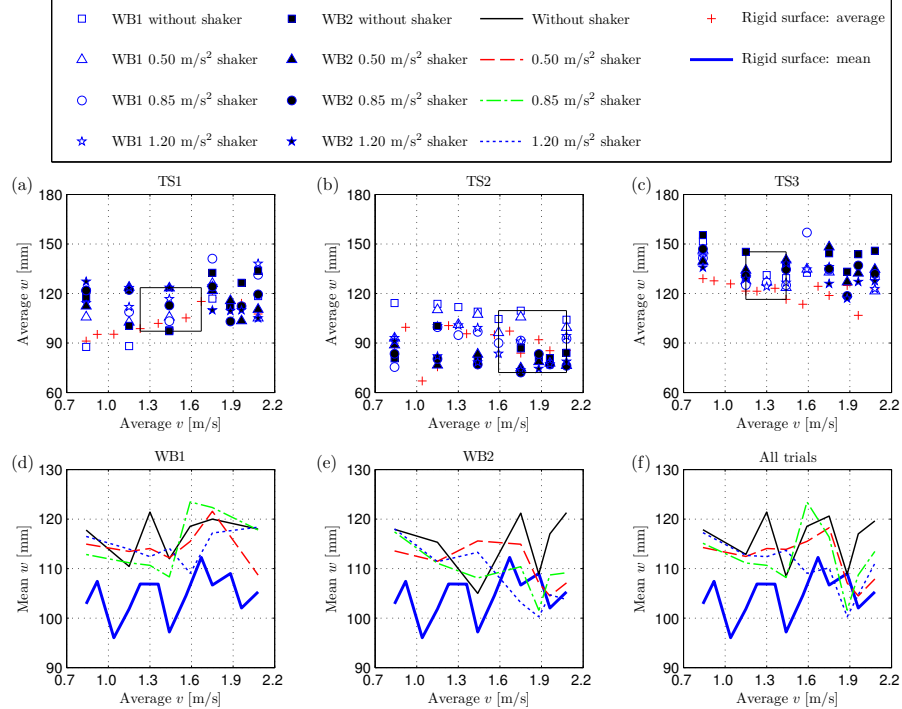 WB1 without shaker WB2 without shaker Without shaker Rigid surface: average
WB1 0.50 m/s² shaker WB2 0.50 m/s² shaker 0.50 m/s² shaker Rigid surface: mean
WB1 0.85 m/s² shaker WB2 0.85 m/s² shaker 0.85 m/s² shaker
WB1 1.20 m/s² shaker WB2 1.20 m/s² shaker 1.20 m/s² shaker
(a) TS1
180
150
120
90
60
0.7 1.0 1.3 1.6 1.9 2.2
Average w [mm]
Average v [m/s]
(b) TS2
180
150
120
90
60
0.7 1.0 1.3 1.6 1.9 2.2
Average w [mm]
Average v [m/s]
(c) TS3
180
150
120
90
60
0.7 1.0 1.3 1.6 1.9 2.2
Average w [mm]
Average v [m/s]
(d) WB1
130
120
110
100
90
0.7 1.0 1.3 1.6 1.9 2.2
Mean w [mm]
Average v [m/s]
(e) WB2
130
120
110
100
90
0.7 1.0 1.3 1.6 1.9 2.2
Mean w [mm]
Average v [m/s]
(f) All trials
130
120
110
100
90
0.7 1.0 1.3 1.6 1.9 2.2
Mean w [mm]
Average v [m/s]